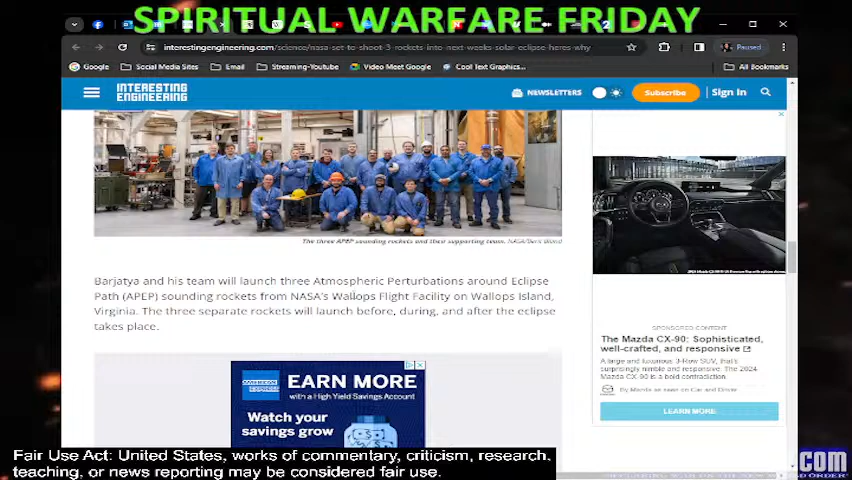 SPIRITUAL WARFARE FRIDAY
interestingengineering.com/science/nasa-set-to-shoot-3-rockets-into-next-weeks-solar-eclipse-heres-why
Paused
Google
Social Media Sites
Email
Streaming-Youtube
Video Meet Google
Cool Text Graphics...
All Bookmarks
INTERESTING
ENGINEERING
NEWSLETTERS
Subscribe
Sign In
The three APEP sounding rockets and their supporting team. NASA/Berit Bland
Barjatya and his team will launch three Atmospheric Perturbations around Eclipse
Path (APEP) sounding rockets from NASA's Wallops Flight Facility on Wallops Island,
Virginia. The three separate rockets will launch before, during, and after the eclipse
takes place.
EARN MORE
with a High Yield Savings Account
Watch your
savings grow
SPONSORED CONTENT
The Mazda CX-90: Sophisticated,
well-crafted, and responsive
A large and luxurious 3-Row SUV, that's
surprisingly nimble and responsive. The 2024
Mazda CX-90 is a bold contradiction.
By Mazda as seen on Car and Driver
LEARN MORE
Fair Use Act: United States, works of commentary, criticism, research,
teaching, or news reporting may be considered fair use.
.com